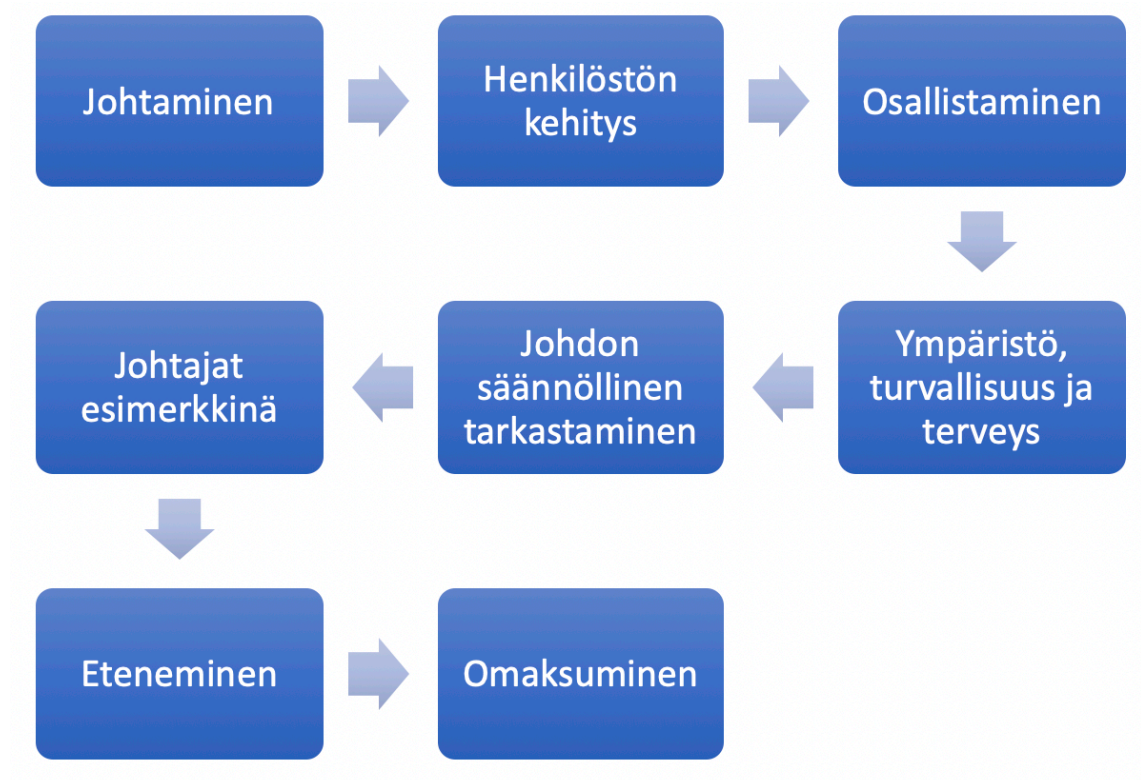 Johtaminen
Henkilöstön
kehitys
Osallistaminen
Ympäristö,
turvallisuus ja
terveys
Johdon
säännöllinen
tarkastaminen
Johtajat
esimerkkinä
Eteneminen
Omaksuminen